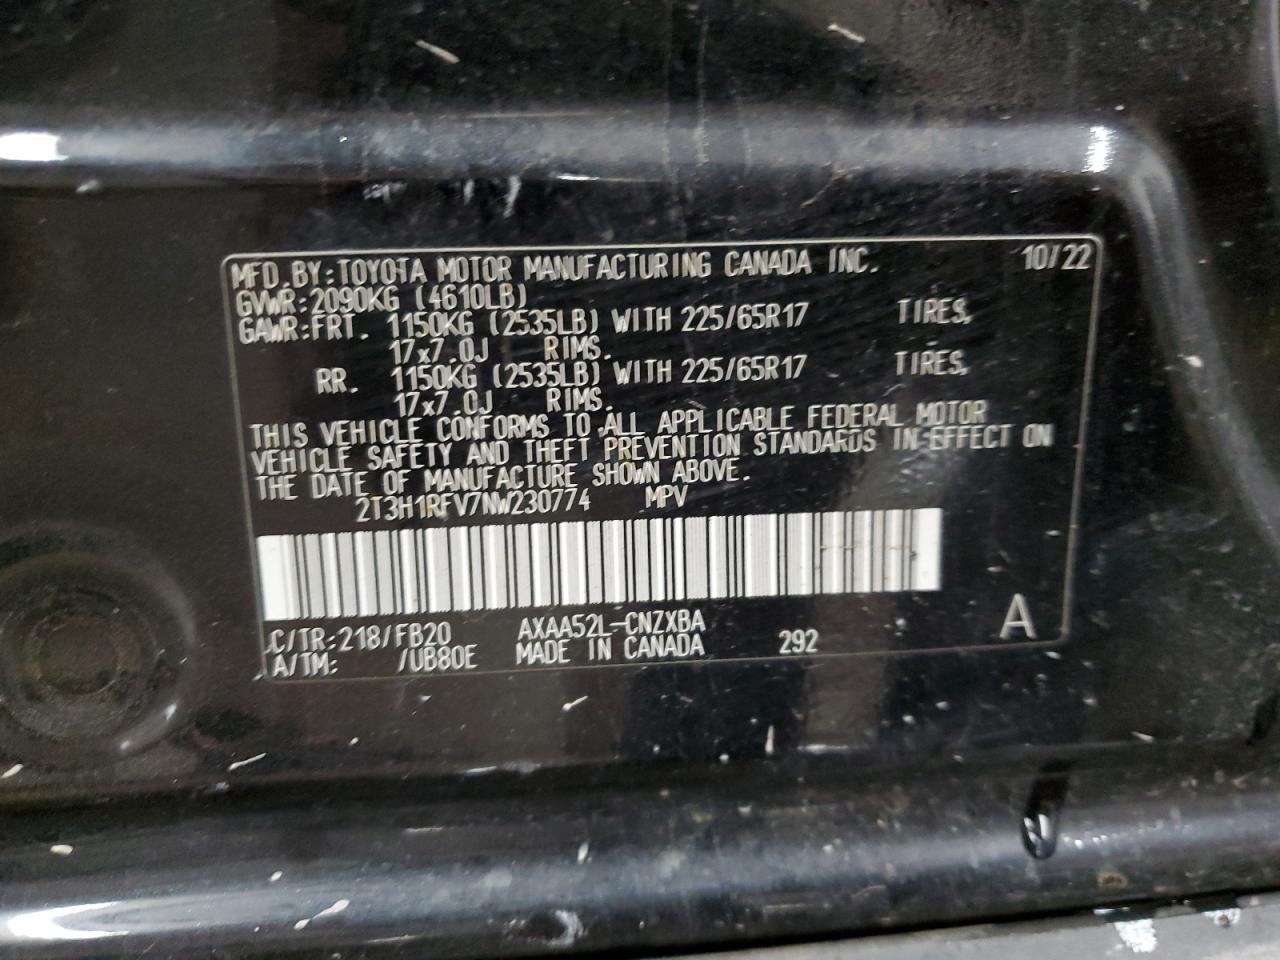 MFD.BY:TOYOTA MOTOR MANUFACTURING CANADA INC. 10/22
GVWR:2090KG (4610LB)
GAWR:FRT. 1150KG (2535LB) WITH 225/65R17 TIRES,
17x7.0J RIMS.
RR. 1150KG (2535LB) WITH 225/65R17 TIRES,
17x7.0J RIMS.
THIS VEHICLE CONFORMS TO ALL APPLICABLE FEDERAL MOTOR
VEHICLE SAFETY AND THEFT PREVENTION STANDARDS IN EFFECT ON
THE DATE OF MANUFACTURE SHOWN ABOVE.
2T3H1RFV7NW230774 MPV
C/TR:218/FB20 AXAA52L-CNZXBA
A/TM: /UB80E MADE IN CANADA 292 A